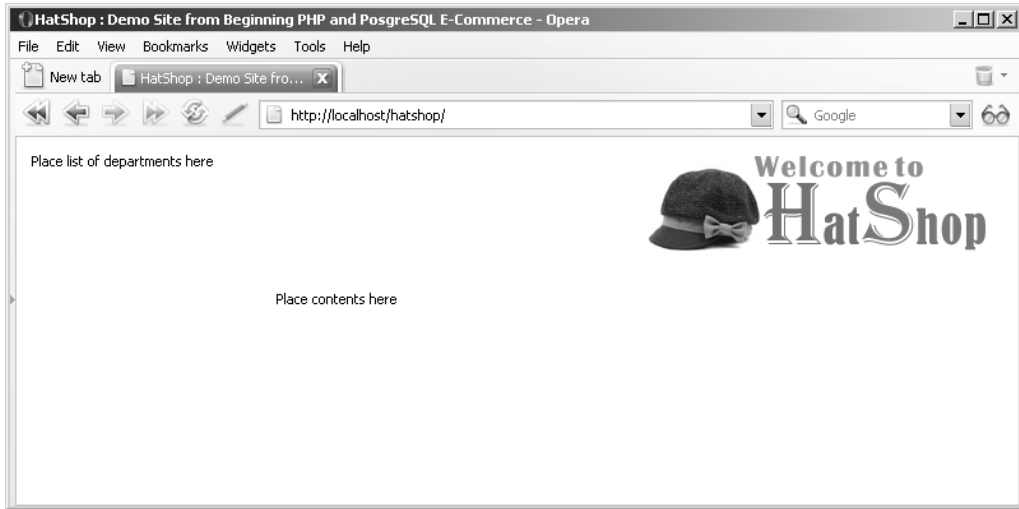 HatShop : Demo Site from Beginning PHP and PosgreSQL E-Commerce - Opera
File Edit View Bookmarks Widgets Tools Help
New tab HatShop : Demo Site fro...
http://localhost/hatshop/ Google
Place list of departments here
Welcome to
HatShop
Place contents here